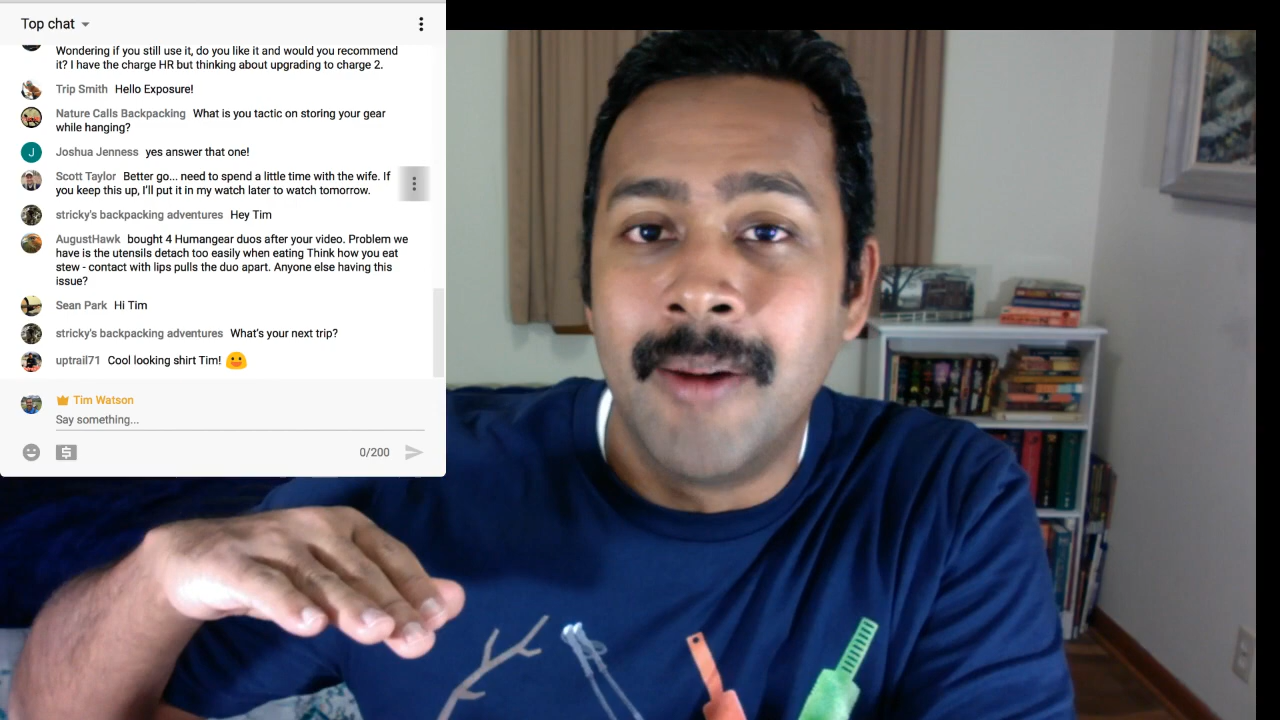 Top chat
Wondering if you still use it, do you like it and would you recommend
it? I have the charge HR but thinking about upgrading to charge 2.
Trip Smith Hello Exposure!
Nature Calls Backpacking What is you tactic on storing your gear
while hanging?
J
Joshua Jenness yes answer that one!
Scott Taylor Better go... need to spend a little time with the wife. If
you keep this up, I'll put it in my watch later to watch tomorrow.
stricky's backpacking adventures Hey Tim
AugustHawk bought 4 Humangear duos after your video. Problem we
have is the utensils detach too easily when eating Think how you eat
stew - contact with lips pulls the duo apart. Anyone else having this
issue?
Sean Park Hi Tim
stricky's backpacking adventures What's your next trip?
uptrail71 Cool looking shirt Tim!
Tim Watson
Say something...
$
0/200